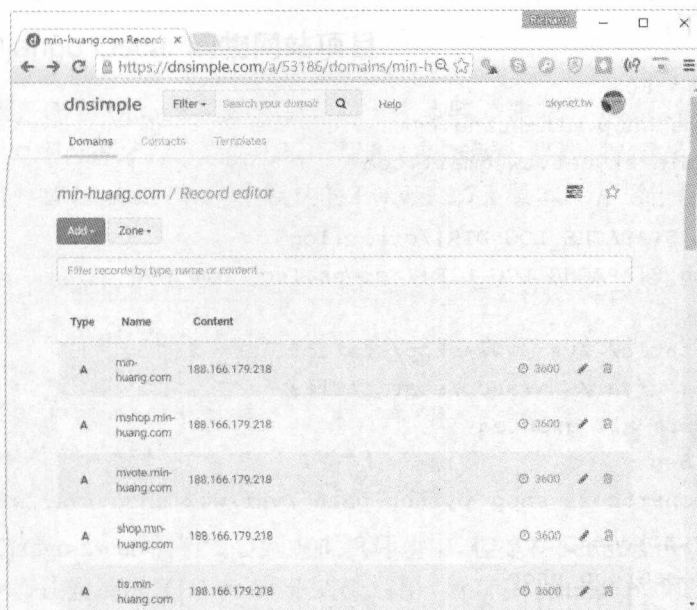 Richard
min-huang.com Record
https://dnsimple.com/a/53186/domains/min-h
dnsimple
Filter
Search your domair
Help
skynet.tw
Domains
Contacts
Templates
min-huang.com / Record editor
Add
Zone
Filter records by type, name or content
Type Name Content
A min-huang.com 188.166.179.218 3600
A mshop.min-huang.com 188.166.179.218 3600
A mvote.min-huang.com 188.166.179.218 3600
A shop.min-huang.com 188.166.179.218 3600
A tis.min-huang.com 188.166.179.218 3600